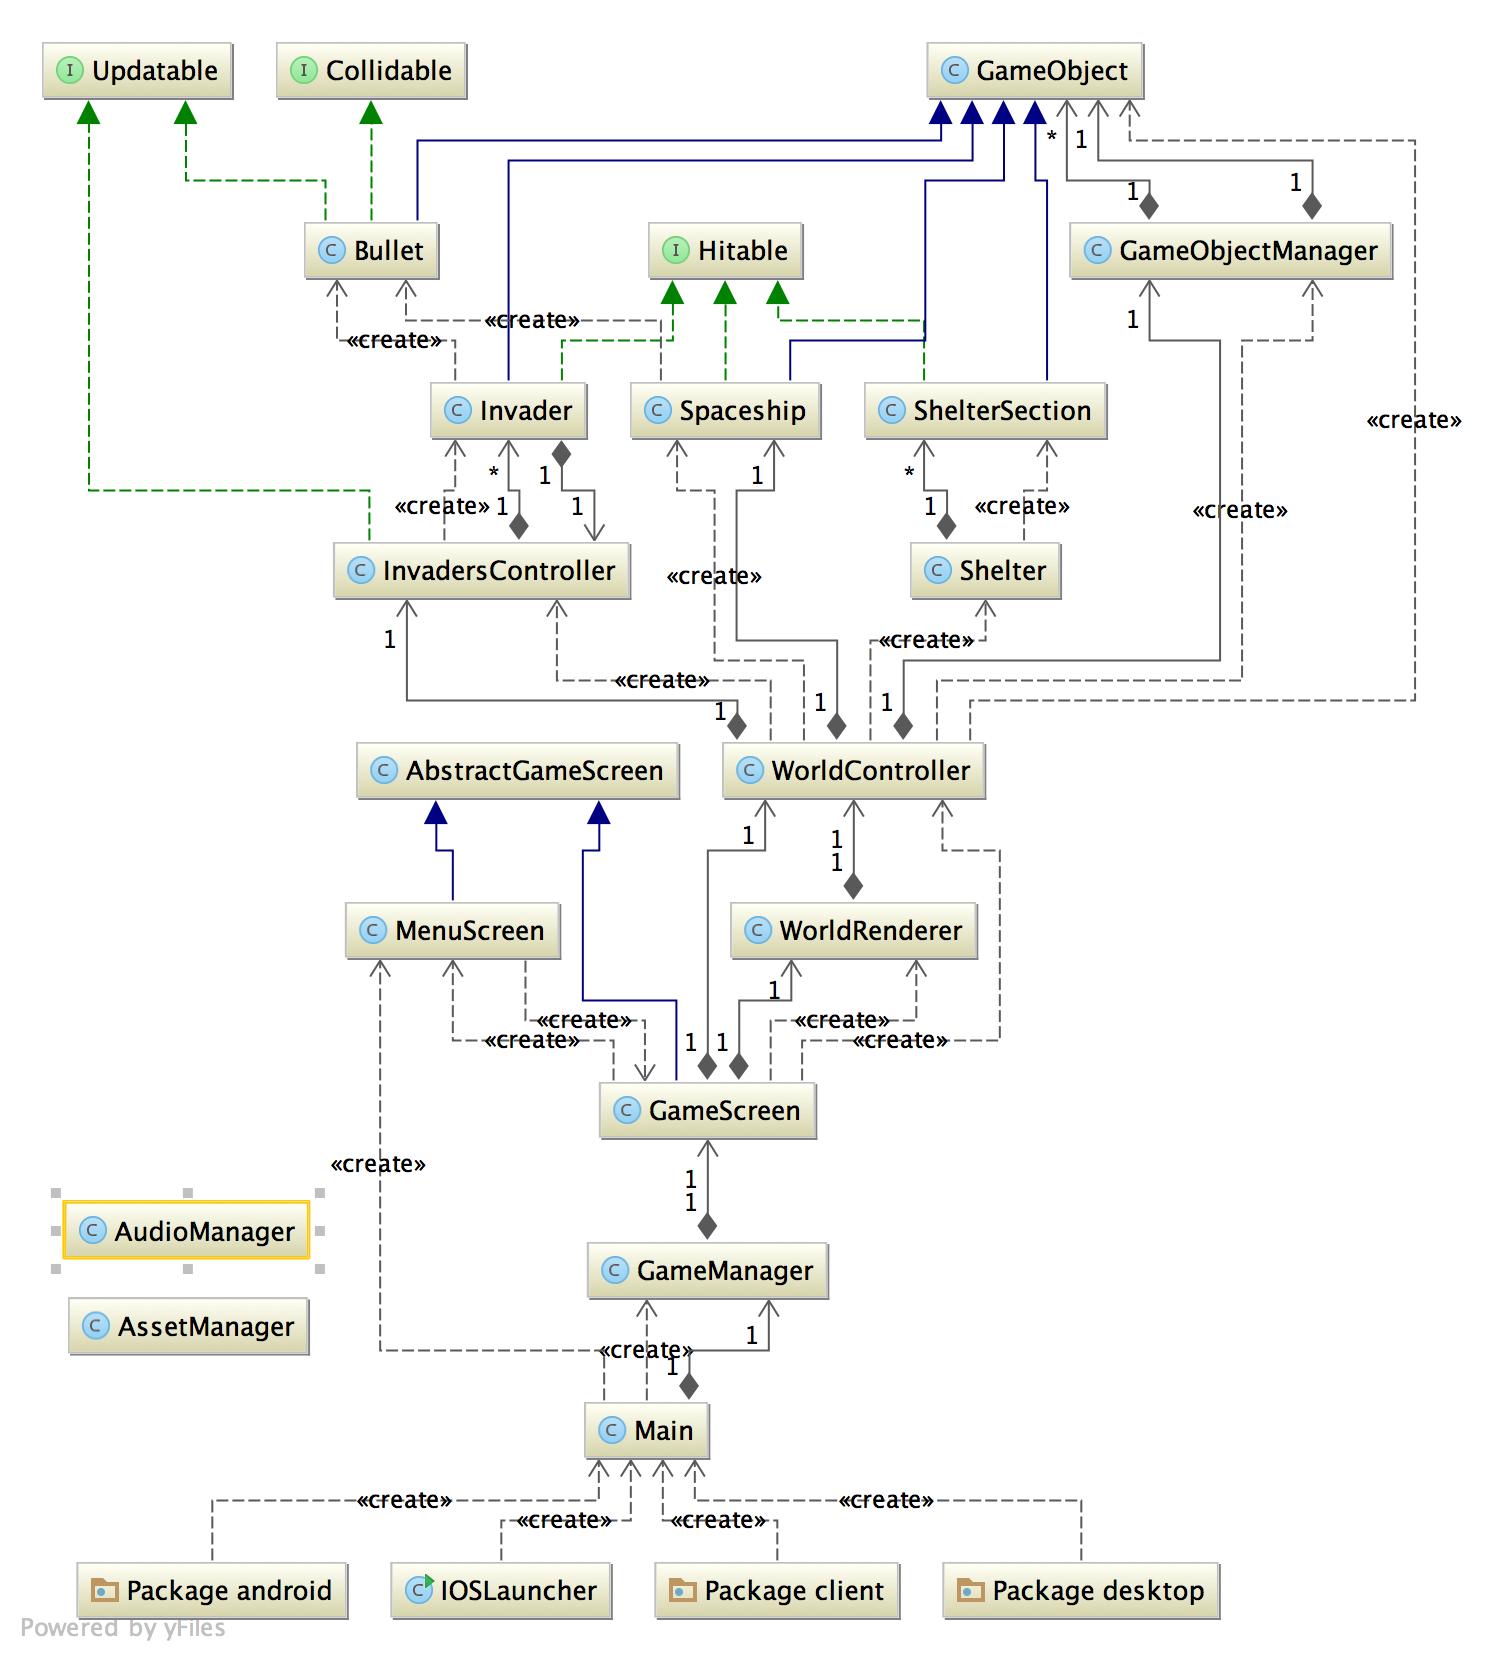 I Updatable
I Collidable
C GameObject
* 1
1 1
C Bullet
I Hitable
C GameObjectManager
«create»
1
«create»
«create»
C Invader
C Spaceship
C ShelterSection
* 1 1 *
«create» 1 1 1 «create»
«create»
C InvadersController
«create»
C Shelter
1
«create»
«create»
1 1 1
C AbstractGameScreen
C WorldController
1 1
1
C MenuScreen
C WorldRenderer
1
«create» «create»
«create» 1 1 «create»
C GameScreen
«create»
1
1
C AudioManager
C GameManager
C AssetManager
1
«create»
1
C Main
«create» «create»
«create» «create»
Package android
C IOSLauncher
Package client
Package desktop
Powered by yFiles